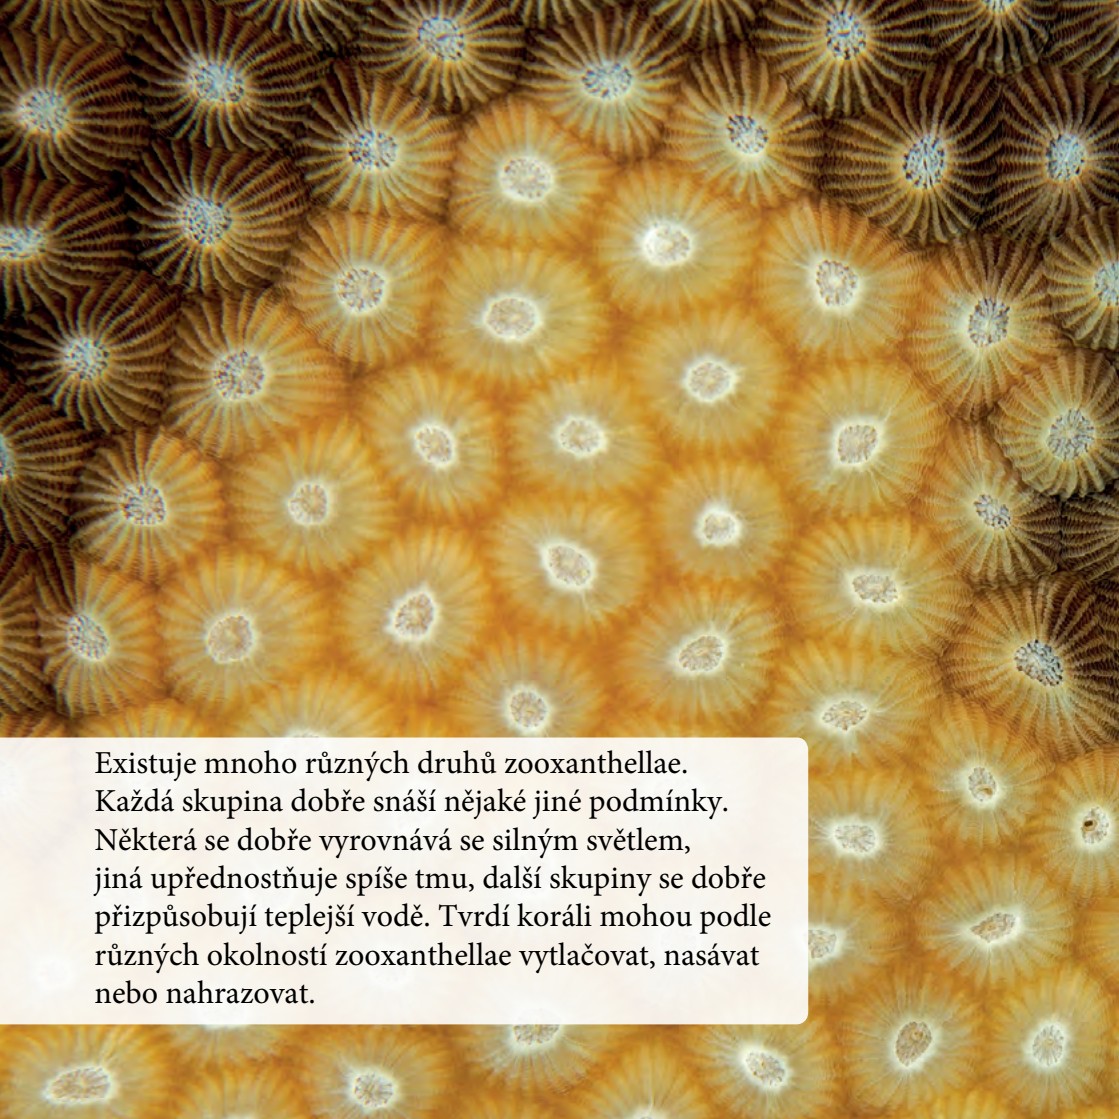 Existuje mnoho různých druhů zooxanthellae.
Každá skupina dobře snáší nějaké jiné podmínky.
Některá se dobře vyrovnává se silným světlem,
jiná upřednostňuje spíše tmu, další skupiny se dobře
přizpůsobují teplejší vodě. Tvrdí koráli mohou podle
různých okolností zooxanthellae vytlačovat, nasávat
nebo nahrazovat.